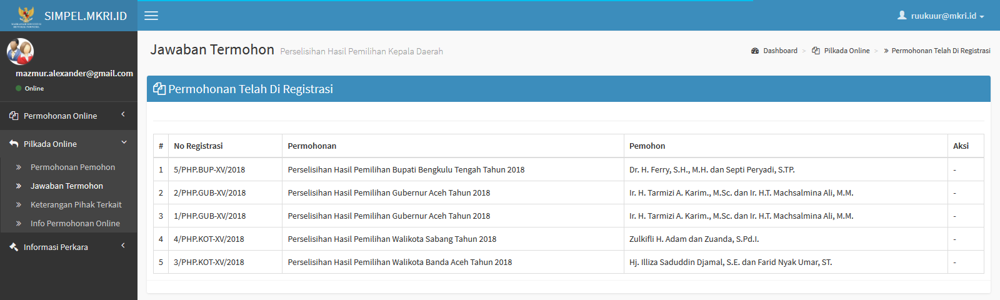 SIMPEL.MKRI.ID
ruukuur@mkri.id
mazmur.alexander@gmail.com
Online
Permohonan Online
Pilkada Online
Permohonan Pemohon
Jawaban Termohon
Keterangan Pihak Terkait
Info Permohonan Online
Informasi Perkara
Jawaban Termohon Perselisihan Hasil Pemilihan Kepala Daerah
Dashboard > Pilkada Online > » Permohonan Telah Di Registrasi
Permohonan Telah Di Registrasi
# No Registrasi Permohonan Pemohon Aksi
1 5/PHP.BUP-XV/2018 Perselisihan Hasil Pemilihan Bupati Bengkulu Tengah Tahun 2018 Dr. H. Ferry, S.H., M.H. dan Septi Peryadi, S.TP. -
2 2/PHP.GUB-XV/2018 Perselisihan Hasil Pemilihan Gubernur Aceh Tahun 2018 Ir. H. Tarmizi A. Karim., M.Sc. dan Ir. H.T. Machsalmina Ali, M.M. -
3 1/PHP.GUB-XV/2018 Perselisihan Hasil Pemilihan Gubernur Aceh Tahun 2018 Ir. H. Tarmizi A. Karim., M.Sc. dan Ir. H.T. Machsalmina Ali, M.M. -
4 4/PHP.KOT-XV/2018 Perselisihan Hasil Pemilihan Walikota Sabang Tahun 2018 Zulkifli H. Adam dan Zuanda, S.Pd.I. -
5 3/PHP.KOT-XV/2018 Perselisihan Hasil Pemilihan Walikota Banda Aceh Tahun 2018 Hj. Illiza Saduddin Djamal, S.E. dan Farid Nyak Umar, ST. -